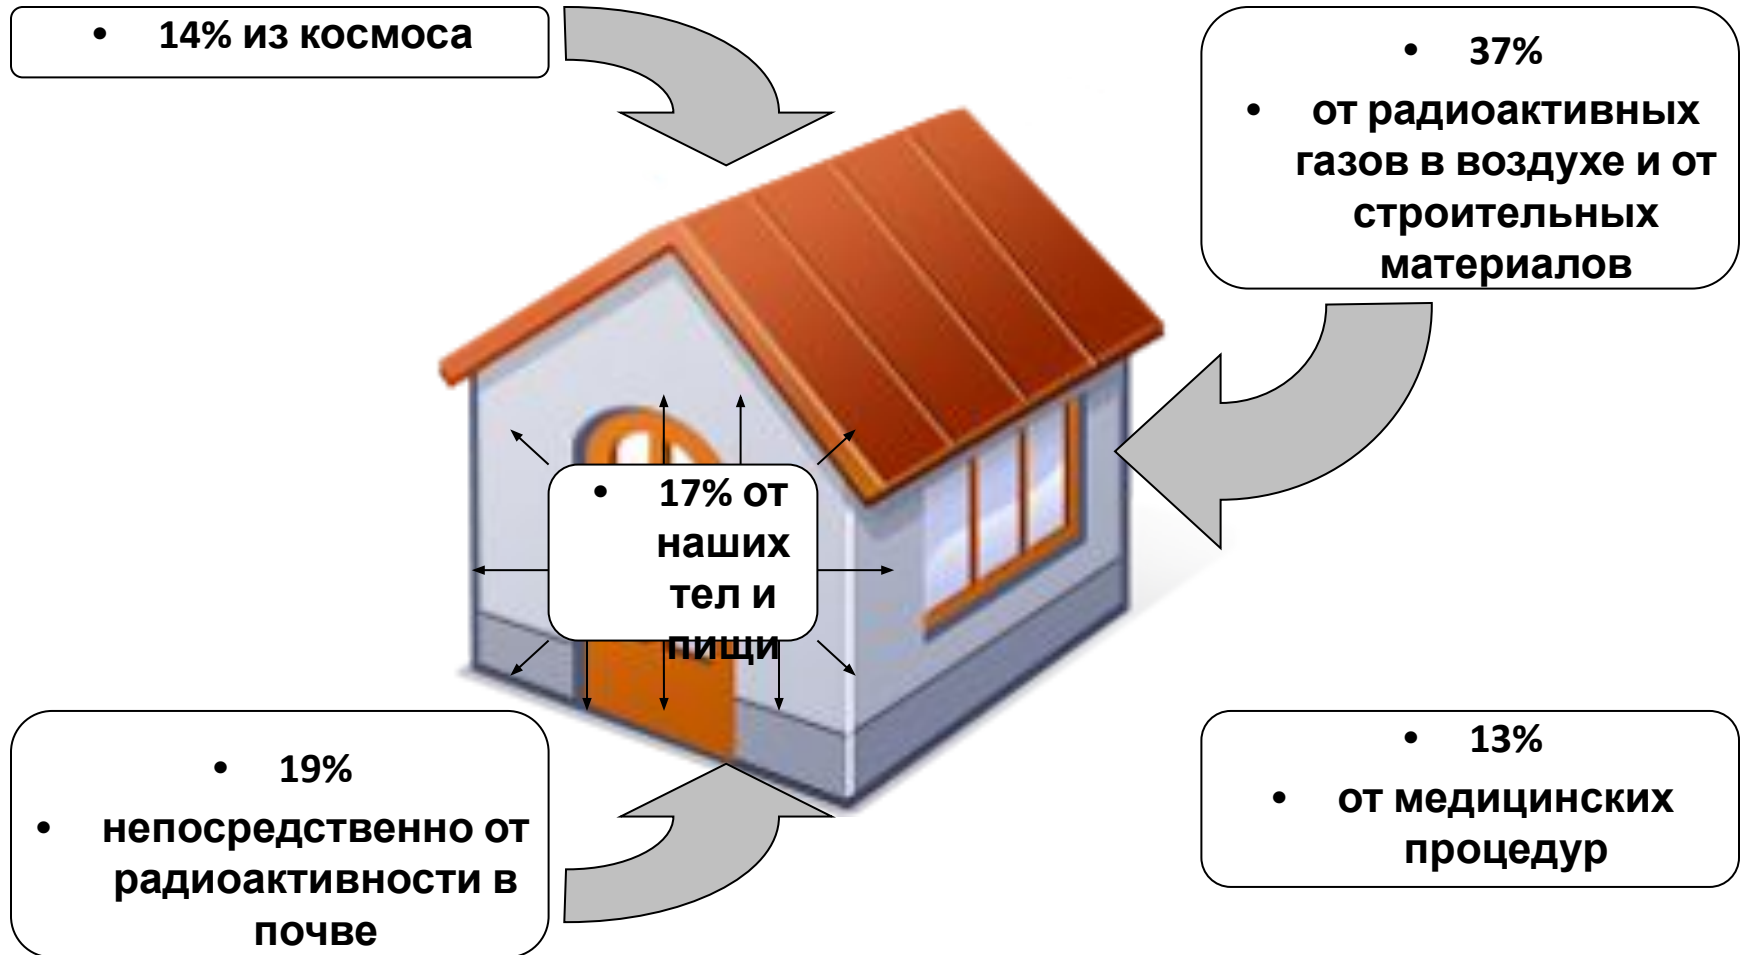 • 14% из космоса
• 37%
• от радиоактивных
газов в воздухе и от
строительных
материалов
• 17% от
наших
тел и
пищи
• 19%
• непосредственно от
радиоактивности в
почве
• 13%
• от медицинских
процедур